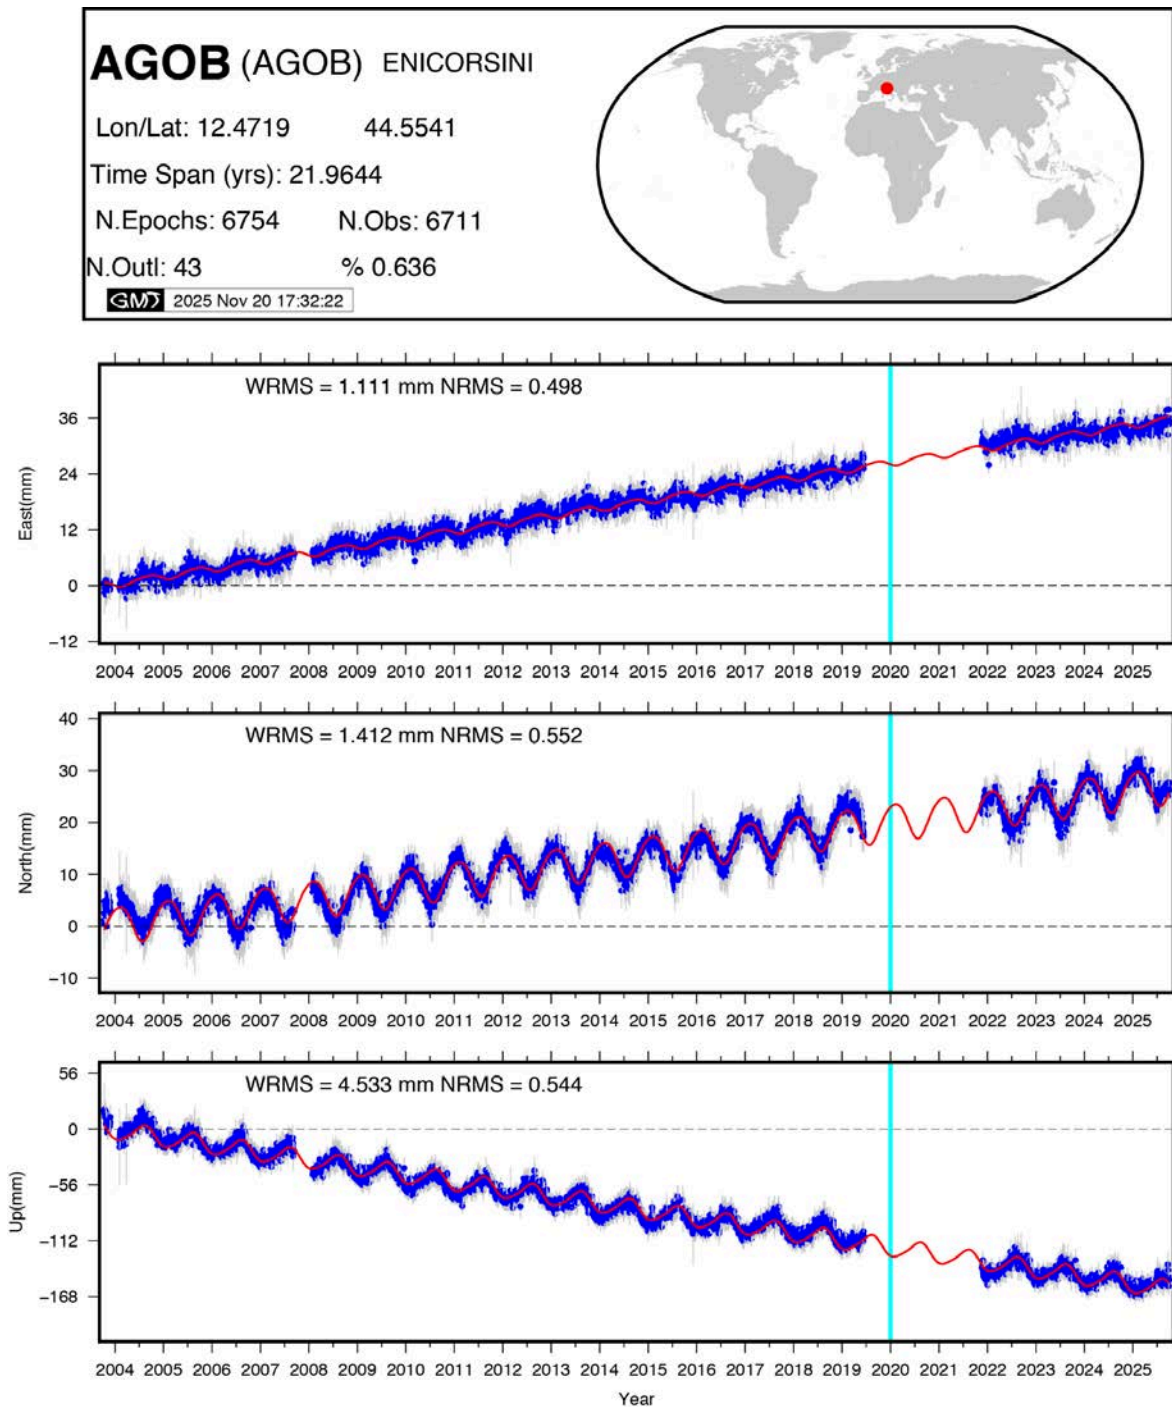 AGOB (AGOB) ENICORSINI
Lon/Lat: 12.4719 44.5541
Time Span (yrs): 21.9644
N.Epochs: 6754 N.Obs: 6711
N.Outl: 43 % 0.636
GMT 2025 Nov 20 17:32:22
WRMS = 1.111 mm NRMS = 0.498
36
24
12
0
−12
East(mm)
2004 2005 2006 2007 2008 2009 2010 2011 2012 2013 2014 2015 2016 2017 2018 2019 2020 2021 2022 2023 2024 2025
WRMS = 1.412 mm NRMS = 0.552
40
30
20
10
0
−10
North(mm)
2004 2005 2006 2007 2008 2009 2010 2011 2012 2013 2014 2015 2016 2017 2018 2019 2020 2021 2022 2023 2024 2025
WRMS = 4.533 mm NRMS = 0.544
56
0
−56
−112
−168
Up(mm)
2004 2005 2006 2007 2008 2009 2010 2011 2012 2013 2014 2015 2016 2017 2018 2019 2020 2021 2022 2023 2024 2025
Year